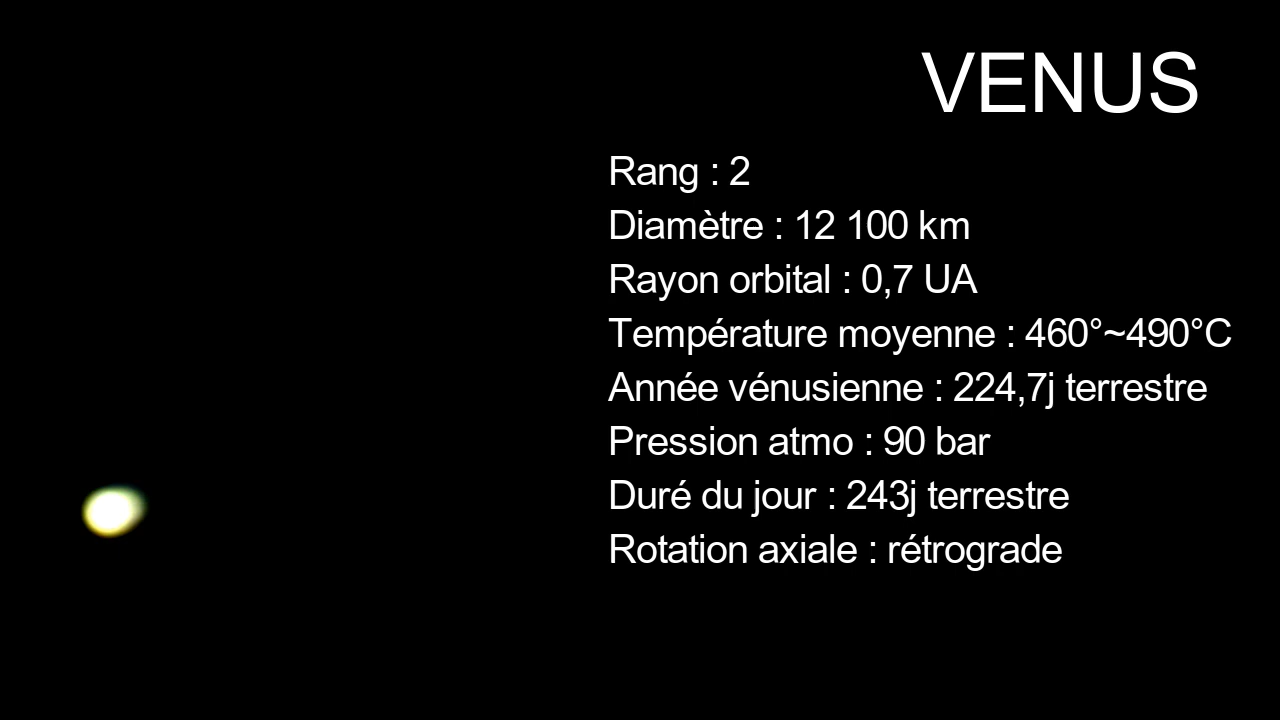 VENUS
Rang : 2
Diamètre : 12 100 km
Rayon orbital : 0,7 UA
Température moyenne : 460°~490°C
Année vénusienne : 224,7j terrestre
Pression atmo : 90 bar
Duré du jour : 243j terrestre
Rotation axiale : rétrograde